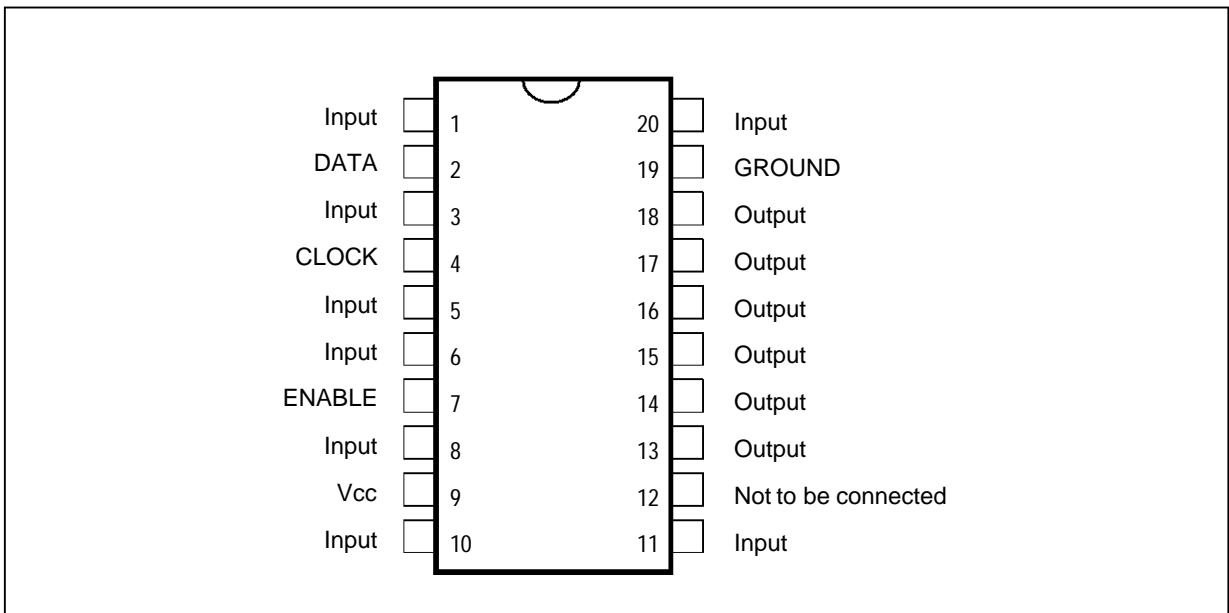 Input 1 20 Input
DATA 2 19 GROUND
Input 3 18 Output
CLOCK 4 17 Output
Input 5 16 Output
Input 6 15 Output
ENABLE 7 14 Output
Input 8 13 Output
Vcc 9 12 Not to be connected
Input 10 11 Input